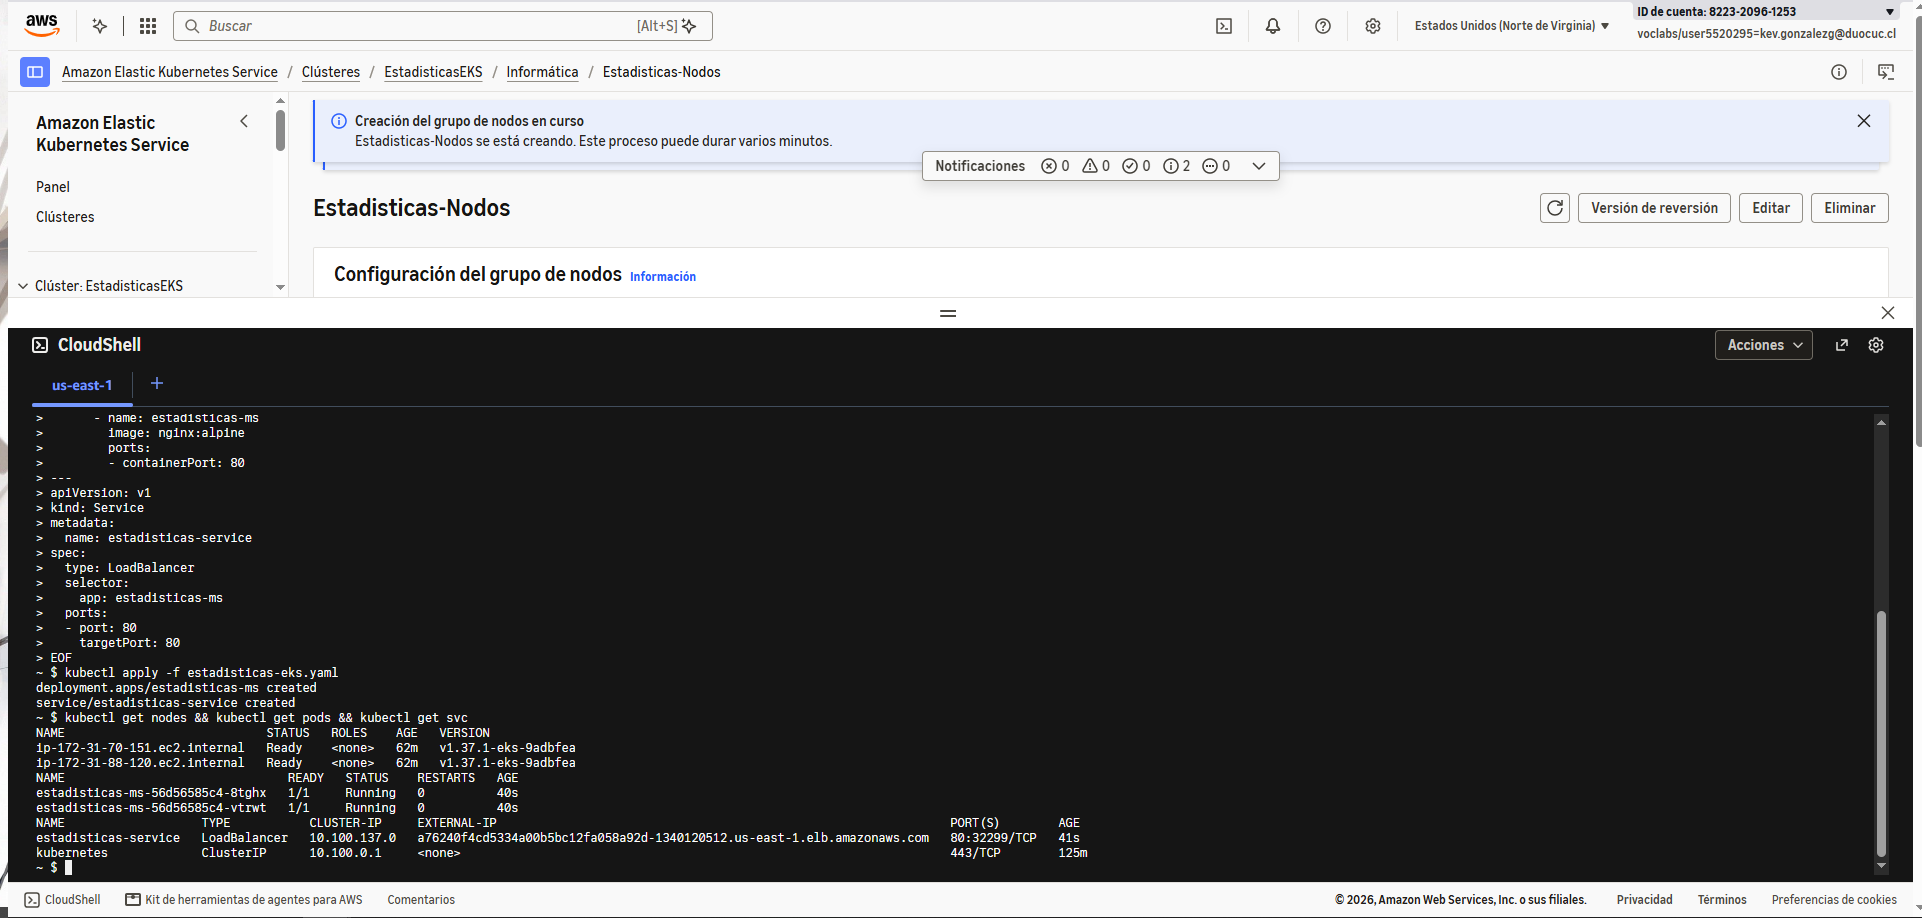 aws
Buscar
[Alt+S]
Estados Unidos (Norte de Virginia)
ID de cuenta: 8223-2096-1253
voclabs/user5520295=kev.gonzalezg@duocuc.cl
Amazon Elastic Kubernetes Service / Clústeres / EstadisticasEKS / Informática / Estadisticas-Nodos
Amazon Elastic
Kubernetes Service
Panel
Clústeres
Clúster: EstadisticasEKS
Creación del grupo de nodos en curso
Estadisticas-Nodos se está creando. Este proceso puede durar varios minutos.
Notificaciones 0 0 0 2 0
Estadisticas-Nodos
Versión de reversión
Editar
Eliminar
Configuración del grupo de nodos Información
CloudShell
Acciones
us-east-1
>       - name: estadisticas-ms
>         image: nginx:alpine
>         ports:
>         - containerPort: 80
> ---
> apiVersion: v1
> kind: Service
> metadata:
>   name: estadisticas-service
> spec:
>   type: LoadBalancer
>   selector:
>     app: estadisticas-ms
>   ports:
>   - port: 80
>     targetPort: 80
> EOF
~ $ kubectl apply -f estadisticas-eks.yaml
deployment.apps/estadisticas-ms created
service/estadisticas-service created
~ $ kubectl get nodes && kubectl get pods && kubectl get svc
NAME                            STATUS   ROLES    AGE   VERSION
ip-172-31-70-151.ec2.internal   Ready    <none>   62m   v1.37.1-eks-9adbfea
ip-172-31-88-120.ec2.internal   Ready    <none>   62m   v1.37.1-eks-9adbfea
NAME                               READY   STATUS    RESTARTS   AGE
estadisticas-ms-56d56585c4-8tghx   1/1     Running   0          40s
estadisticas-ms-56d56585c4-vtrwt   1/1     Running   0          40s
NAME                   TYPE           CLUSTER-IP     EXTERNAL-IP                                                               PORT(S)        AGE
estadisticas-service   LoadBalancer   10.100.137.0   a76240f4cd5334a00b5bc12fa058a92d-1340120512.us-east-1.elb.amazonaws.com   80:32299/TCP   41s
kubernetes             ClusterIP      10.100.0.1     <none>                                                                    443/TCP        125m
~ $
CloudShell
Kit de herramientas de agentes para AWS
Comentarios
© 2026, Amazon Web Services, Inc. o sus filiales.
Privacidad
Términos
Preferencias de cookies